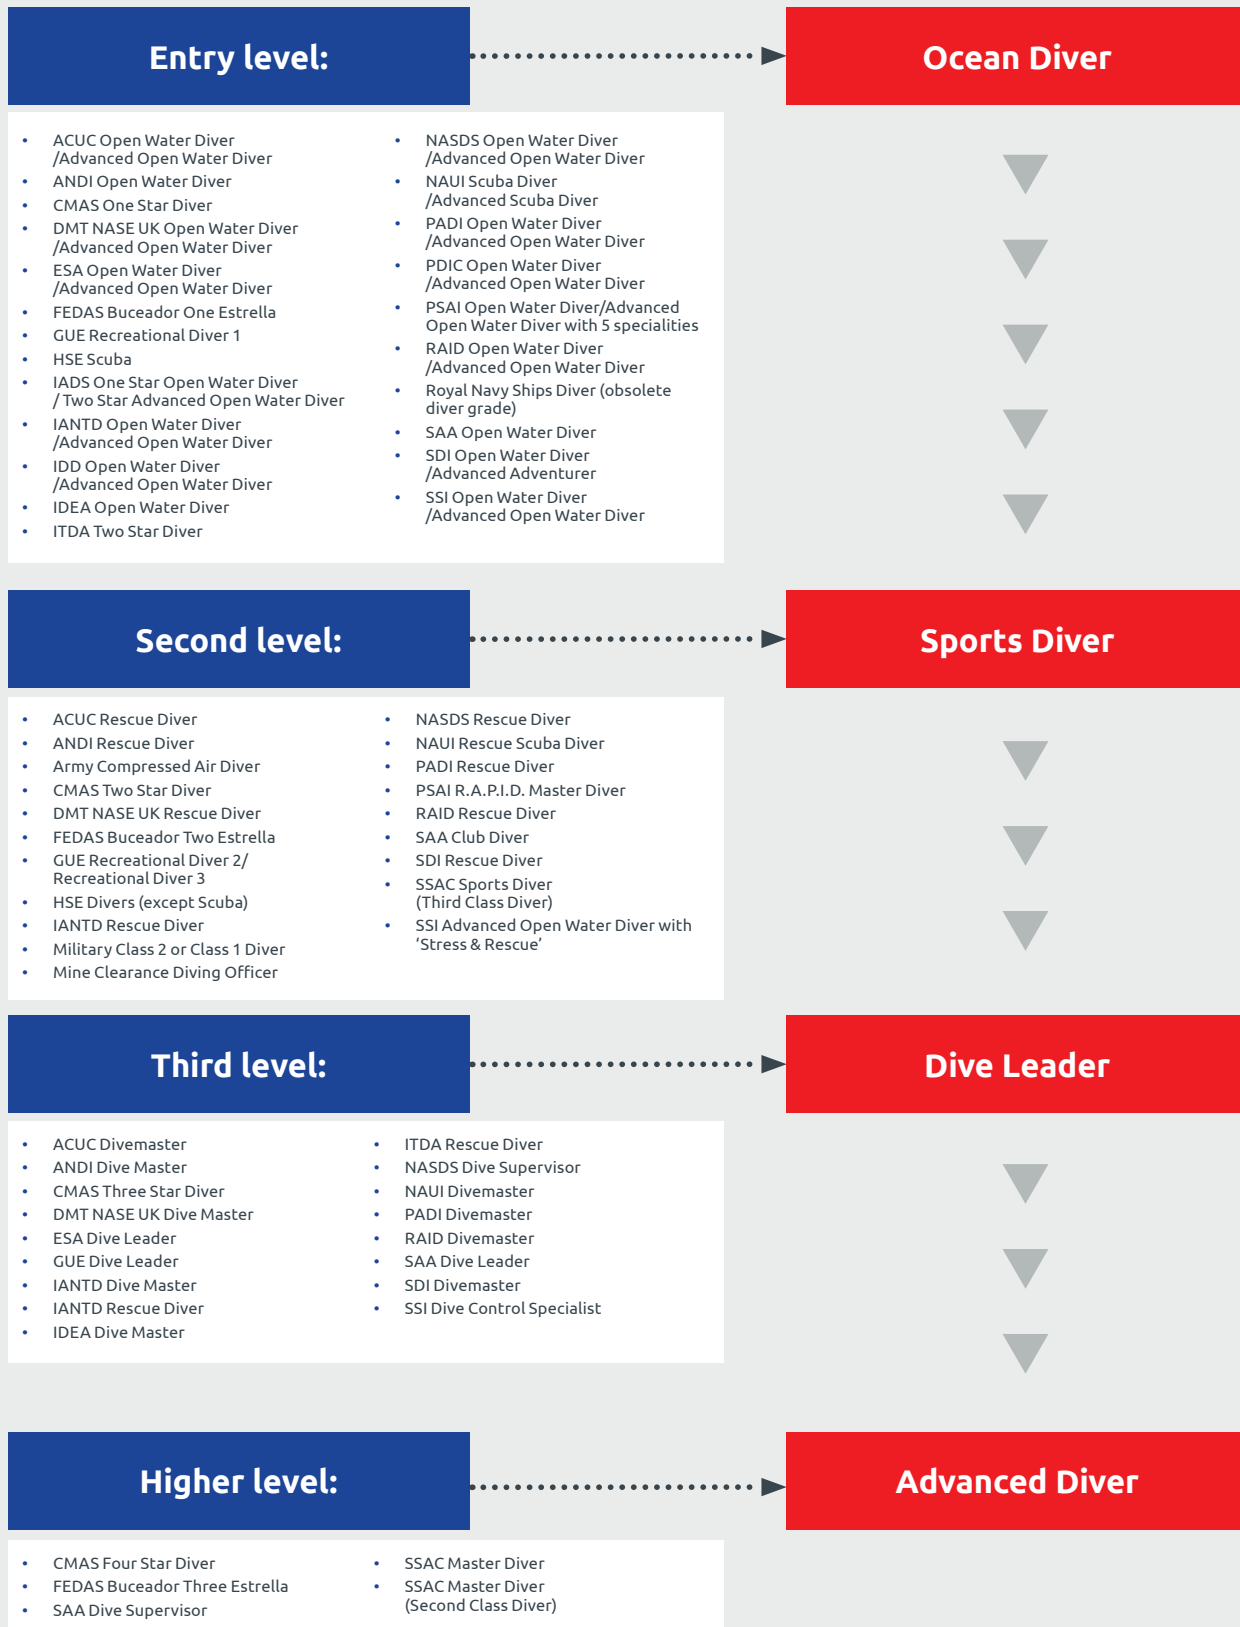 Entry level:
Ocean Diver
• ACUC Open Water Diver
/Advanced Open Water Diver
• ANDI Open Water Diver
• CMAS One Star Diver
• DMT NASE UK Open Water Diver
/Advanced Open Water Diver
• ESA Open Water Diver
/Advanced Open Water Diver
• FEDAS Buceador One Estrella
• GUE Recreational Diver 1
• HSE Scuba
• IADS One Star Open Water Diver
/ Two Star Advanced Open Water Diver
• IANTD Open Water Diver
/Advanced Open Water Diver
• IDD Open Water Diver
/Advanced Open Water Diver
• IDEA Open Water Diver
• ITDA Two Star Diver
• NASDS Open Water Diver
/Advanced Open Water Diver
• NAUI Scuba Diver
/Advanced Scuba Diver
• PADI Open Water Diver
/Advanced Open Water Diver
• PDIC Open Water Diver
/Advanced Open Water Diver
• PSAI Open Water Diver/Advanced
Open Water Diver with 5 specialities
• RAID Open Water Diver
/Advanced Open Water Diver
• Royal Navy Ships Diver (obsolete
diver grade)
• SAA Open Water Diver
• SDI Open Water Diver
/Advanced Adventurer
• SSI Open Water Diver
/Advanced Open Water Diver
Second level:
Sports Diver
• ACUC Rescue Diver
• ANDI Rescue Diver
• Army Compressed Air Diver
• CMAS Two Star Diver
• DMT NASE UK Rescue Diver
• FEDAS Buceador Two Estrella
• GUE Recreational Diver 2/
Recreational Diver 3
• HSE Divers (except Scuba)
• IANTD Rescue Diver
• Military Class 2 or Class 1 Diver
• Mine Clearance Diving Officer
• NASDS Rescue Diver
• NAUI Rescue Scuba Diver
• PADI Rescue Diver
• PSAI R.A.P.I.D. Master Diver
• RAID Rescue Diver
• SAA Club Diver
• SDI Rescue Diver
• SSAC Sports Diver
(Third Class Diver)
• SSI Advanced Open Water Diver with
‘Stress & Rescue’
Third level:
Dive Leader
• ACUC Divemaster
• ANDI Dive Master
• CMAS Three Star Diver
• DMT NASE UK Dive Master
• ESA Dive Leader
• GUE Dive Leader
• IANTD Dive Master
• IANTD Rescue Diver
• IDEA Dive Master
• ITDA Rescue Diver
• NASDS Dive Supervisor
• NAUI Divemaster
• PADI Divemaster
• RAID Divemaster
• SAA Dive Leader
• SDI Divemaster
• SSI Dive Control Specialist
Higher level:
Advanced Diver
• CMAS Four Star Diver
• FEDAS Buceador Three Estrella
• SAA Dive Supervisor
• SSAC Master Diver
• SSAC Master Diver
(Second Class Diver)